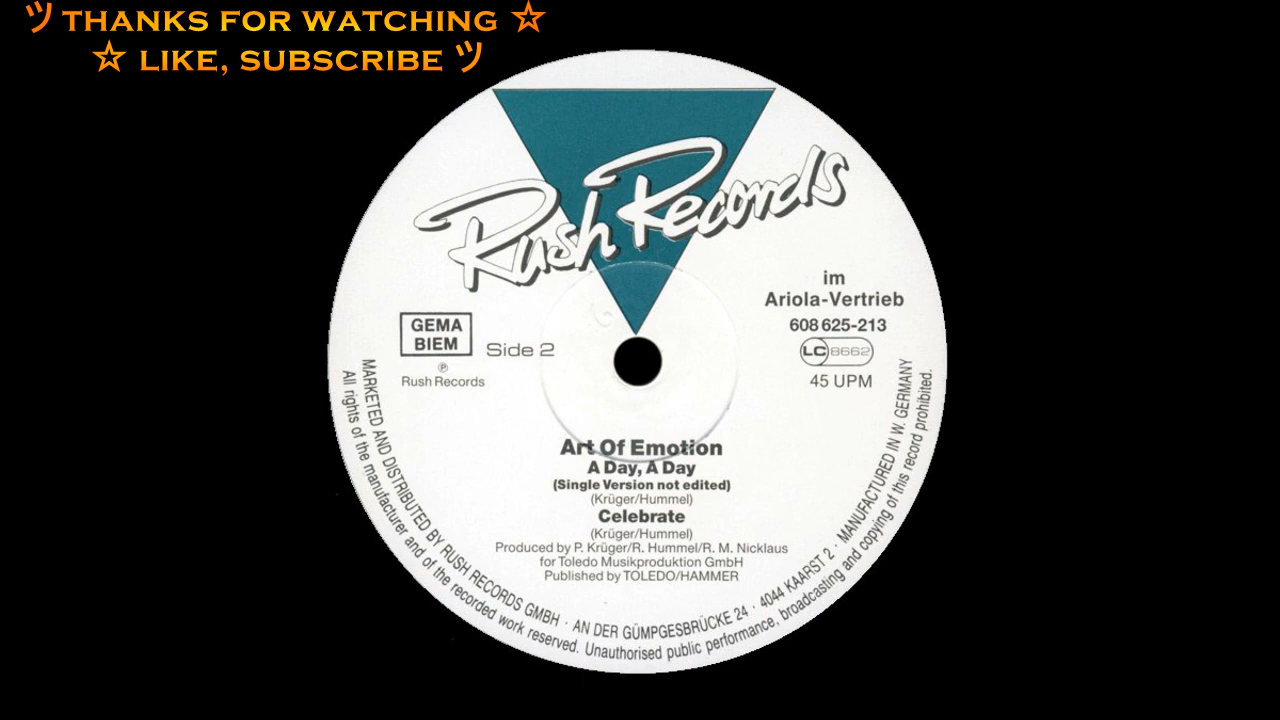 ツ THANKS FOR WATCHING ☆
☆ LIKE, SUBSCRIBE ツ
Rush Records
im
Ariola-Vertrieb
608 625-213
LC 8662
45 UPM
GEMA
BIEM
Side 2
℗
Rush Records
Art Of Emotion
A Day, A Day
(Single Version not edited)
(Krüger/Hummel)
Celebrate
(Krüger/Hummel)
Produced by P. Krüger/R. Hummel/R. M. Nicklaus
for Toledo Musikproduktion GmbH
Published by TOLEDO/HAMMER
MARKETED AND DISTRIBUTED BY RUSH RECORDS GMBH · AN DER GÜMPGESBRÜCKE 24 · 4044 KAARST 2 · MANUFACTURED IN W. GERMANY
All rights of the manufacturer and of the recorded work reserved. Unauthorised public performance, broadcasting and copying of this record prohibited.